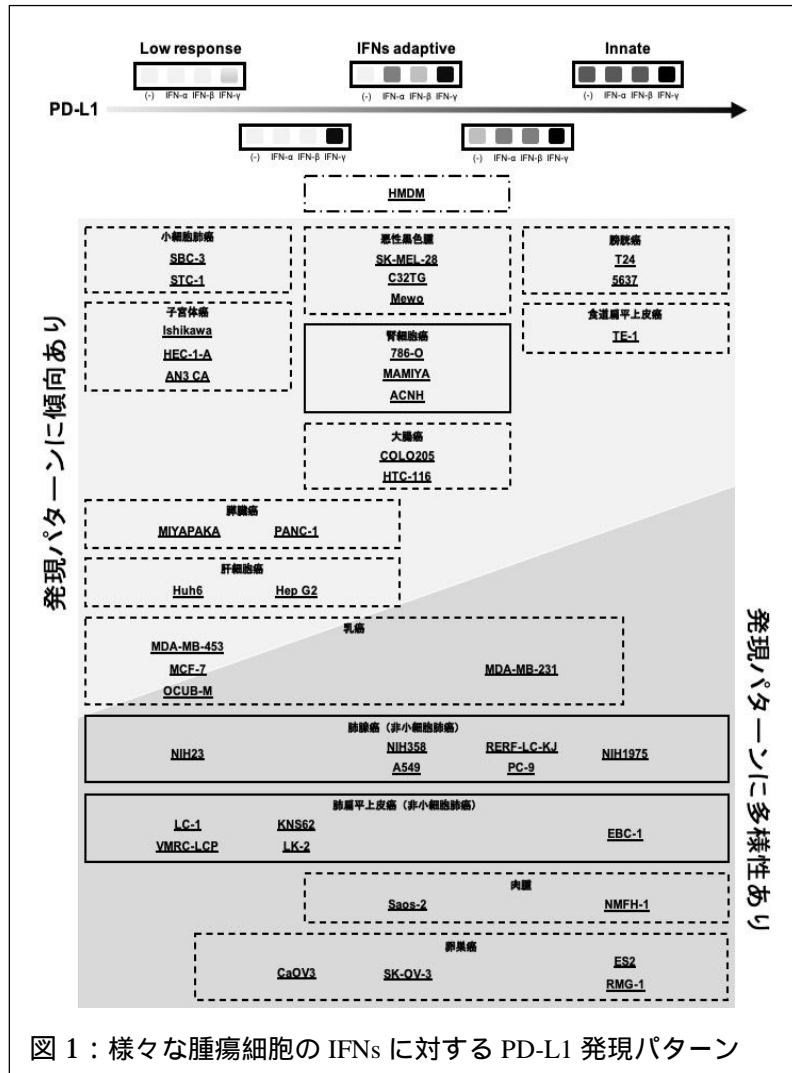 Low response
IFNs adaptive
Innate
(-) IFN-α IFN-β IFN-γ
(-) IFN-α IFN-β IFN-γ
(-) IFN-α IFN-β IFN-γ
PD-L1
(-) IFN-α IFN-β IFN-γ
(-) IFN-α IFN-β IFN-γ
HMDM
発現パターンに傾向あり
小細胞肺癌
SBC-3
STC-1
悪性黒色腫
SK-MEL-28
C32TG
Mewo
膀胱癌
T24
5637
子宮体癌
Ishikawa
HEC-1-A
AN3 CA
腎細胞癌
786-O
MAMIYA
ACNH
食道扁平上皮癌
TE-1
大腸癌
COLO205
HTC-116
膵臓癌
MIYAPAKA PANC-1
肝細胞癌
Huh6 Hep G2
乳癌
MDA-MB-453
MCF-7
OCUB-M
MDA-MB-231
発現パターンに多様性あり
肺腺癌（非小細胞肺癌）
NIH23
NIH358
A549
RERF-LC-KJ
PC-9
NIH1975
肺扁平上皮癌（非小細胞肺癌）
LC-1
VMRC-LCP
KNS62
LK-2
EBC-1
肉腫
Saos-2 NMFH-1
卵巣癌
CaOV3
SK-OV-3
ES2
RMG-1
図 1：様々な腫瘍細胞の IFNs に対する PD-L1 発現パターン